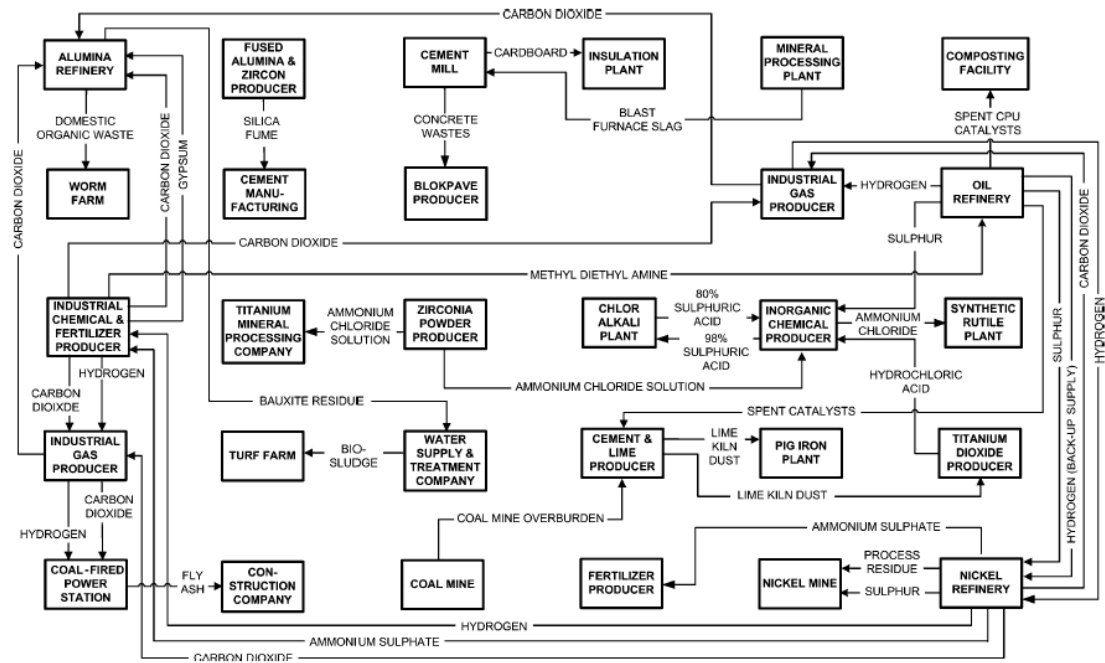 CARBON DIOXIDE
ALUMINA
REFINERY
FUSED
ALUMINA &
ZIRCON
PRODUCER
CEMENT
MILL
CARDBOARD
INSULATION
PLANT
MINERAL
PROCESSING
PLANT
COMPOSTING
FACILITY
DOMESTIC
ORGANIC WASTE
SILICA
FUME
CONCRETE
WASTES
BLAST
FURNACE SLAG
SPENT CPU
CATALYSTS
CARBON DIOXIDE
CARBON DIOXIDE
GYPSUM
WORM
FARM
CEMENT
MANU-
FACTURING
BLOKPAVE
PRODUCER
INDUSTRIAL
GAS
PRODUCER
HYDROGEN
OIL
REFINERY
CARBON DIOXIDE
HYDROGEN
SULPHUR
CARBON DIOXIDE
METHYL DIETHYL AMINE
SULPHUR
HYDROGEN (BACK-UP SUPPLY)
INDUSTRIAL
CHEMICAL &
FERTILIZER
PRODUCER
TITANIUM
MINERAL
PROCESSING
COMPANY
AMMONIUM
CHLORIDE
SOLUTION
ZIRCONIA
POWDER
PRODUCER
CHLOR
ALKALI
PLANT
80%
SULPHURIC
ACID
98%
SULPHURIC
ACID
INORGANIC
CHEMICAL
PRODUCER
AMMONIUM
CHLORIDE
SYNTHETIC
RUTILE
PLANT
HYDROGEN
CARBON
DIOIXDE
AMMONIUM CHLORIDE SOLUTION
HYDROCHLORIC
ACID
BAUXITE RESIDUE
SPENT CATALYSTS
INDUSTRIAL
GAS
PRODUCER
TURF FARM
BIO-
SLUDGE
WATER
SUPPLY &
TREATMENT
COMPANY
CEMENT &
LIME
PRODUCER
LIME
KILN
DUST
PIG IRON
PLANT
TITANIUM
DIOXIDE
PRODUCER
LIME KILN DUST
CARBON
DIOXIDE
HYDROGEN
COAL MINE OVERBURDEN
AMMONIUM SULPHATE
COAL-FIRED
POWER
STATION
FLY
ASH
CON-
STRUCTION
COMPANY
COAL MINE
FERTILIZER
PRODUCER
NICKEL MINE
PROCESS
RESIDUE
SULPHUR
NICKEL
REFINERY
HYDROGEN
AMMONIUM SULPHATE
CARBON DIOXIDE